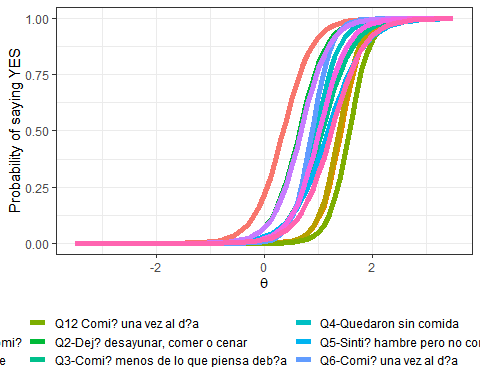 1.00
0.75
0.50
0.25
0.00
Probability of saying YES
-2
0
2
θ
Q12 Comi? una vez al d?a
Q4-Quedaron sin comida
omi?
Q2-Dej? desayunar, comer o cenar
Q5-Sinti? hambre pero no con
e
Q3-Comi? menos de lo que piensa deb?a
Q6-Comi? una vez al d?a